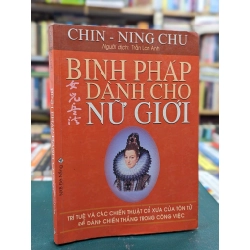 CHIN - NING CHU
Người dịch: Trần Lan Anh
BINH PHÁP
DÀNH CHO
NỮ GIỚI
女兵法
TRÍ TUỆ VÀ CÁC CHIẾN THUẬT CỔ XƯA CỦA TÔN TỬ
ĐỂ GIÀNH CHIẾN THẮNG TRONG CÔNG VIỆC